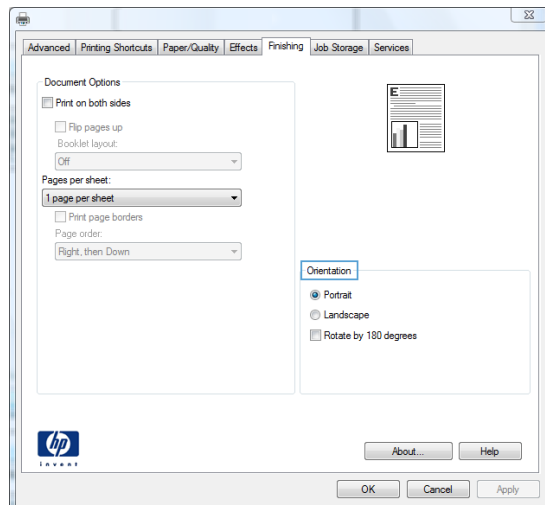 Advanced Printing Shortcuts Paper/Quality Effects Finishing Job Storage Services
Document Options
Print on both sides
Flip pages up
Booklet layout:
Off
Pages per sheet:
1 page per sheet
Print page borders
Page order:
Right, then Down
E
Orientation
Portrait
Landscape
Rotate by 180 degrees
hp
invent
About... Help
OK Cancel Apply